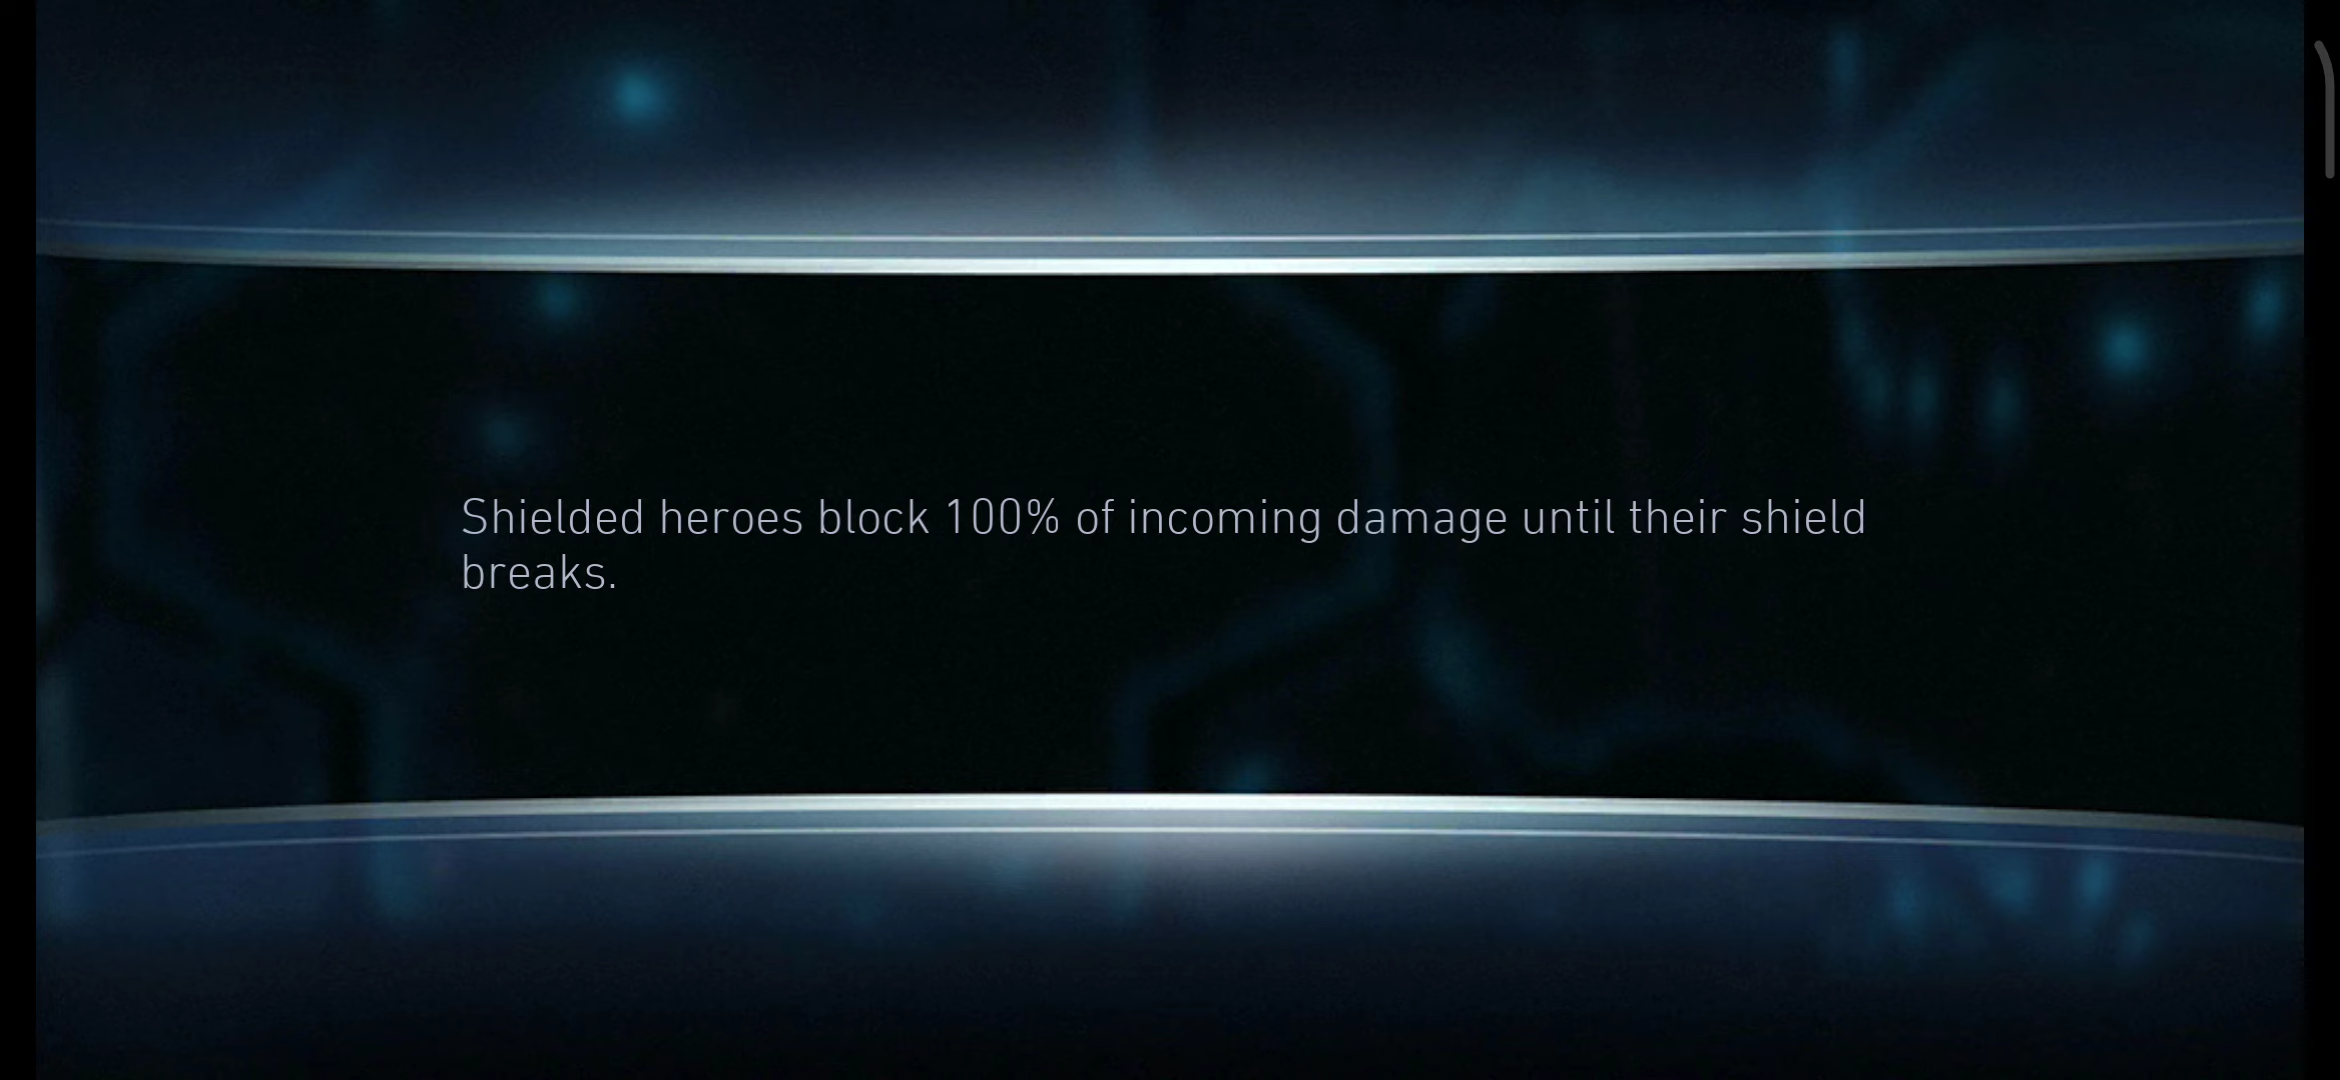 Shielded heroes block 100% of incoming damage until their shield
breaks.